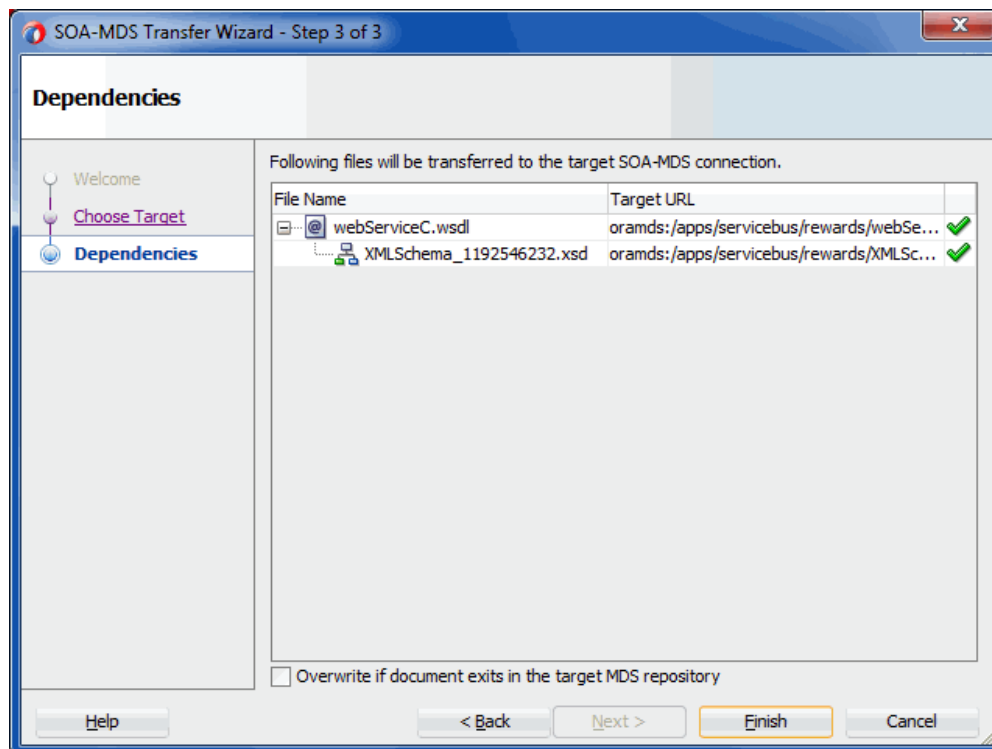 SOA-MDS Transfer Wizard - Step 3 of 3
Dependencies
Welcome
Choose Target
Dependencies
Following files will be transferred to the target SOA-MDS connection.
File Name Target URL
webServiceC.wsdl oramds:/apps/servicebus/rewards/webSe...
XMLSchema_1192546232.xsd oramds:/apps/servicebus/rewards/XMLSc...
Overwrite if document exits in the target MDS repository
Help < Back Next > Finish Cancel